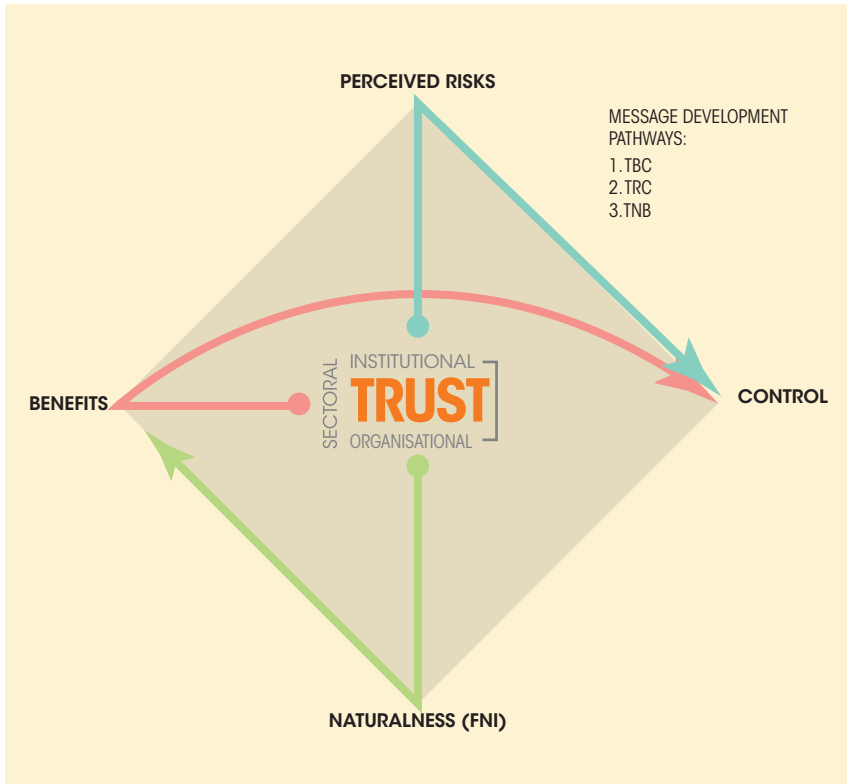 PERCEIVED RISKS
MESSAGE DEVELOPMENT
PATHWAYS:
1. TBC
2. TRC
3. TNB
BENEFITS
SECTORAL
INSTITUTIONAL
TRUST
ORGANISATIONAL
CONTROL
NATURALNESS (FNI)